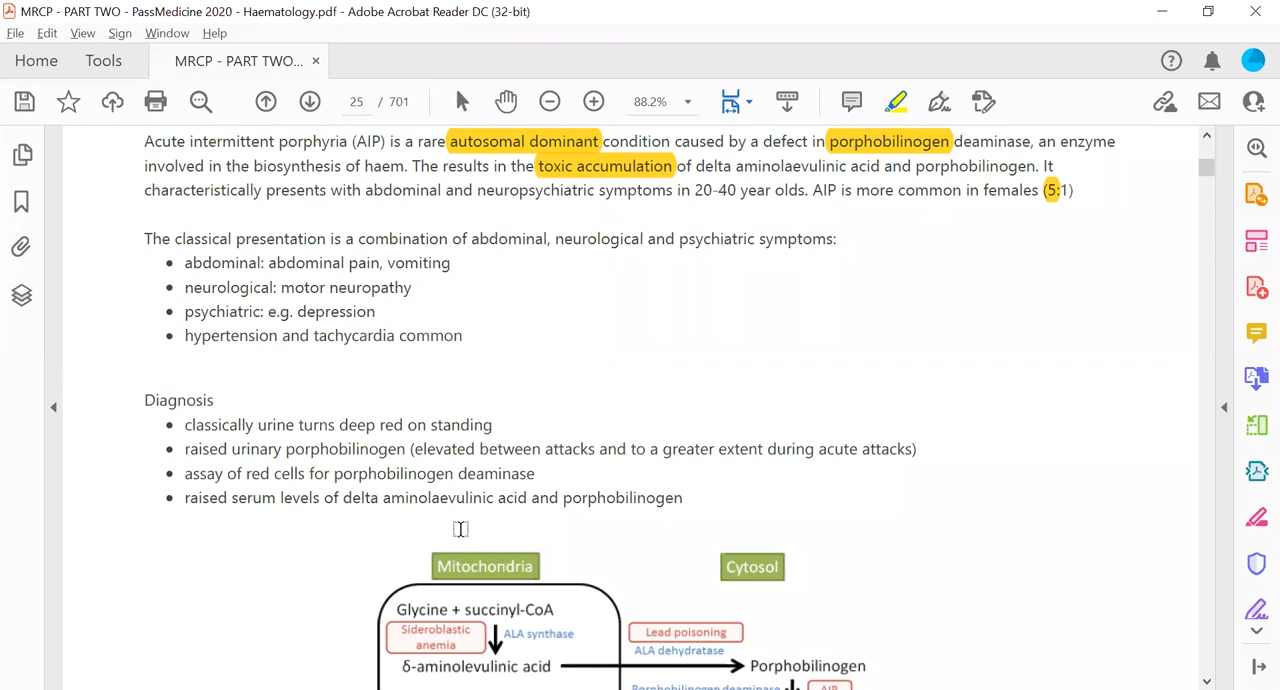 MRCP - PART TWO - PassMedicine 2020 - Haematology.pdf - Adobe Acrobat Reader DC (32-bit)
File Edit View Sign Window Help
Home Tools MRCP - PART TWO... ×
25 / 701 88.2%
Acute intermittent porphyria (AIP) is a rare autosomal dominant condition caused by a defect in porphobilinogen deaminase, an enzyme
involved in the biosynthesis of haem. The results in the toxic accumulation of delta aminolaevulinic acid and porphobilinogen. It
characteristically presents with abdominal and neuropsychiatric symptoms in 20-40 year olds. AIP is more common in females (5:1)
The classical presentation is a combination of abdominal, neurological and psychiatric symptoms:
• abdominal: abdominal pain, vomiting
• neurological: motor neuropathy
• psychiatric: e.g. depression
• hypertension and tachycardia common
Diagnosis
• classically urine turns deep red on standing
• raised urinary porphobilinogen (elevated between attacks and to a greater extent during acute attacks)
• assay of red cells for porphobilinogen deaminase
• raised serum levels of delta aminolaevulinic acid and porphobilinogen
Mitochondria Cytosol
Glycine + succinyl-CoA
Sideroblastic
anemia
ALA synthase
Lead poisoning
ALA dehydratase
δ-aminolevulinic acid Porphobilinogen
Porphobilinogen deaminase AIP